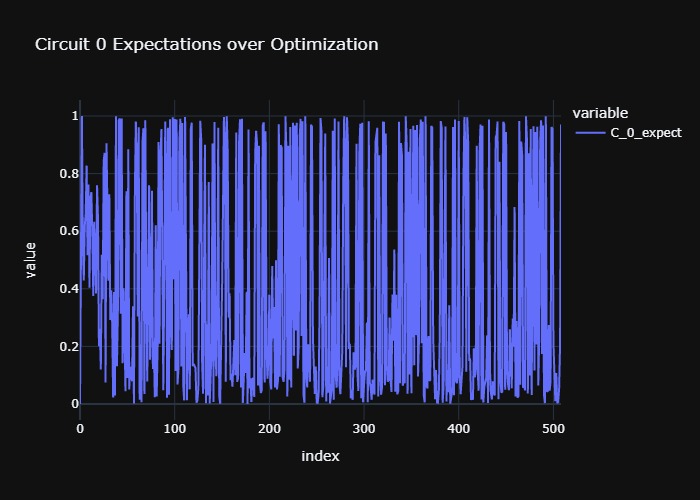 Circuit 0 Expectations over Optimization
variable
C_0_expect
value
1
0.8
0.6
0.4
0.2
0
0 100 200 300 400 500
index